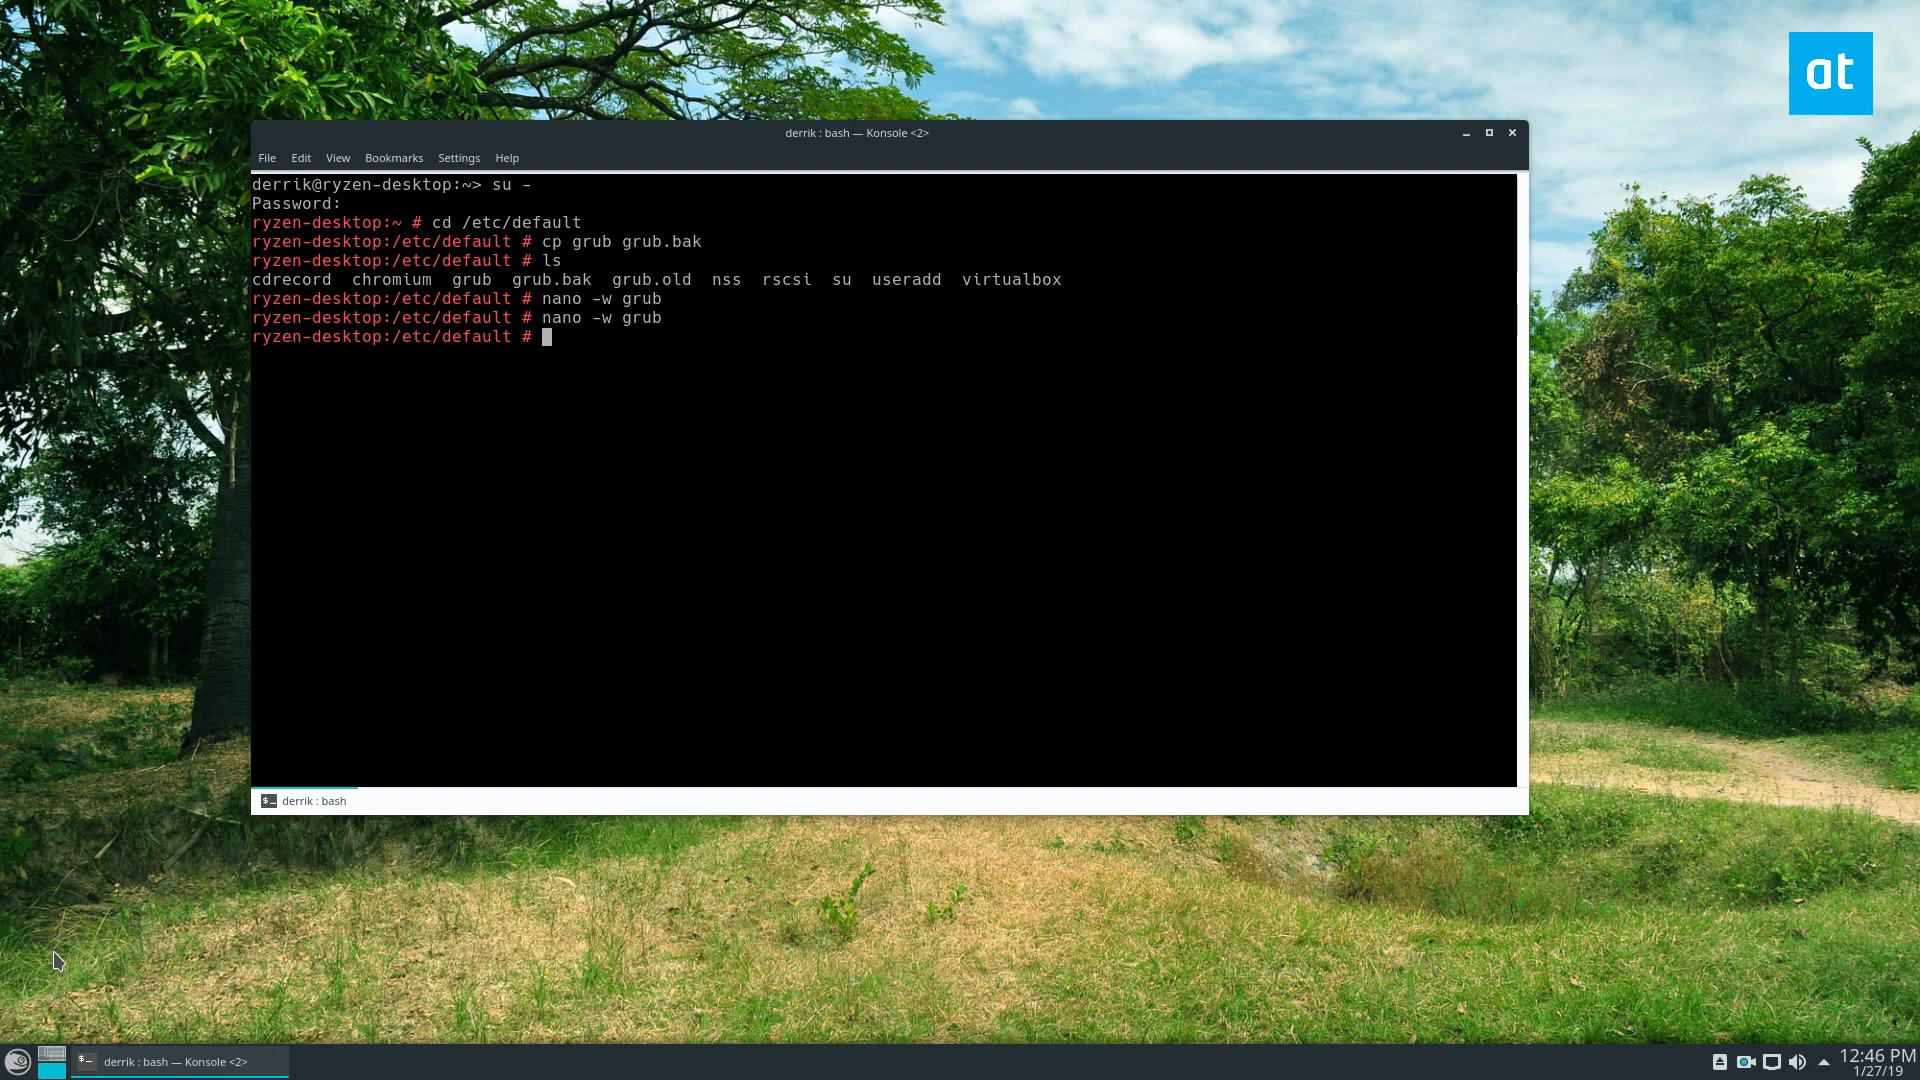 at
derrik : bash — Konsole <2>
File Edit View Bookmarks Settings Help
derrik@ryzen-desktop:~> su -
Password:
ryzen-desktop:~ # cd /etc/default
ryzen-desktop:/etc/default # cp grub grub.bak
ryzen-desktop:/etc/default # ls
cdrecord  chromium  grub  grub.bak  grub.old  nss  rscsi  su  useradd  virtualbox
ryzen-desktop:/etc/default # nano -w grub
ryzen-desktop:/etc/default # nano -w grub
ryzen-desktop:/etc/default #
derrik : bash
derrik : bash — Konsole <2>
12:46 PM
1/27/19